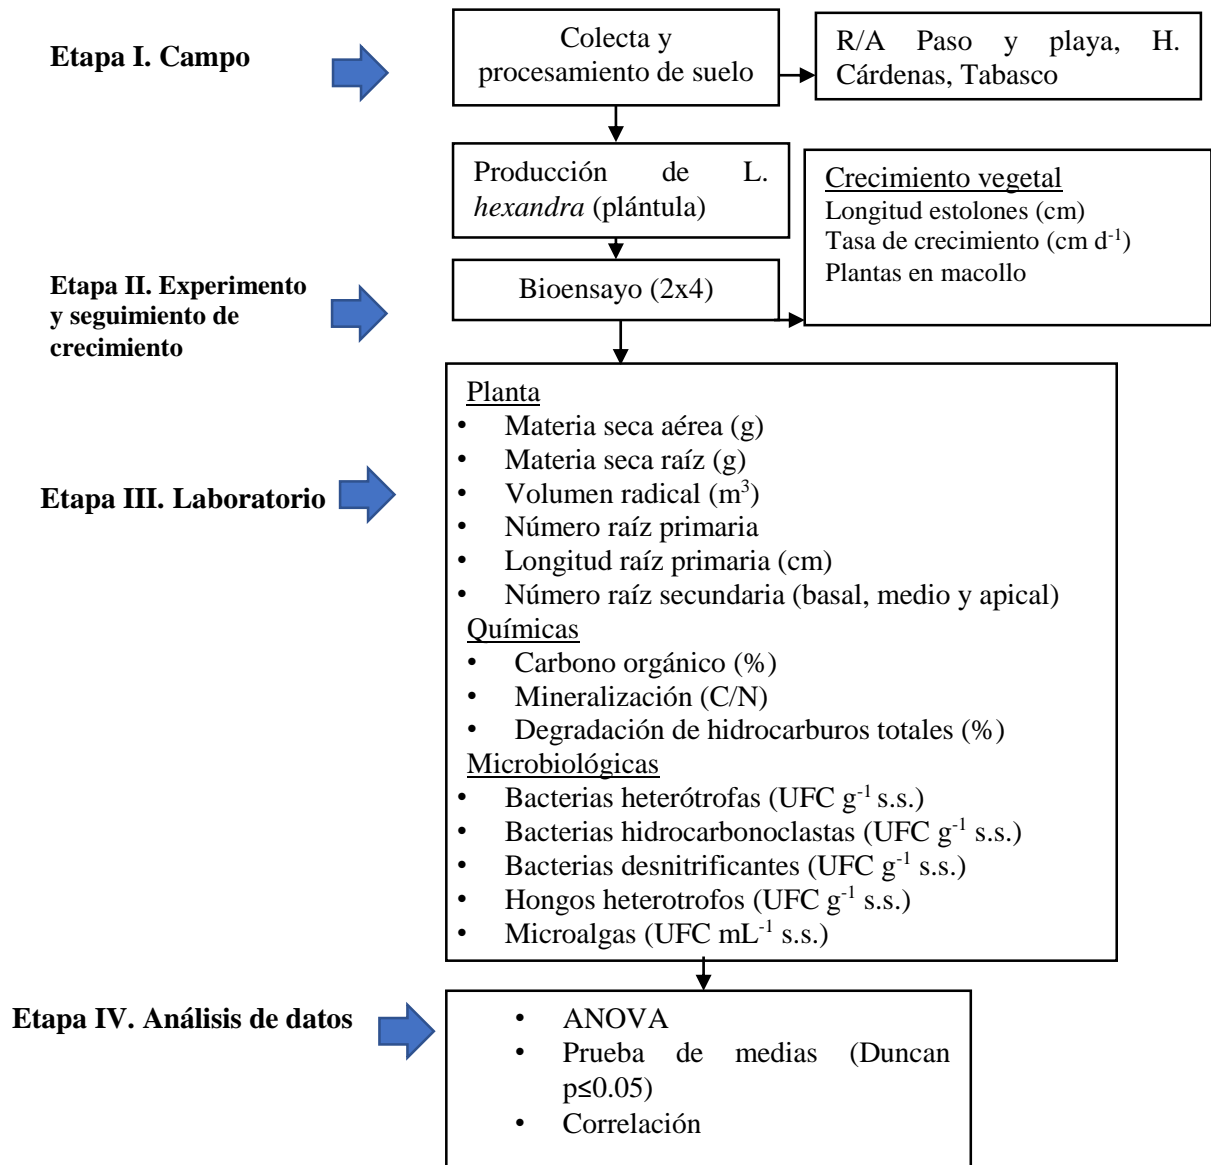 Etapa I. Campo
Colecta y
procesamiento de suelo
R/A Paso y playa, H.
Cárdenas, Tabasco
Producción de L.
hexandra (plántula)
Crecimiento vegetal
Longitud estolones (cm)
Tasa de crecimiento (cm d-1)
Plantas en macollo
Etapa II. Experimento
y seguimiento de
crecimiento
Bioensayo (2x4)
Etapa III. Laboratorio
Planta
• Materia seca aérea (g)
• Materia seca raíz (g)
• Volumen radical (m3)
• Número raíz primaria
• Longitud raíz primaria (cm)
• Número raíz secundaria (basal, medio y apical)
Químicas
• Carbono orgánico (%)
• Mineralización (C/N)
• Degradación de hidrocarburos totales (%)
Microbiológicas
• Bacterias heterótrofas (UFC g-1 s.s.)
• Bacterias hidrocarbonoclastas (UFC g-1 s.s.)
• Bacterias desnitrificantes (UFC g-1 s.s.)
• Hongos heterotrofos (UFC g-1 s.s.)
• Microalgas (UFC mL-1 s.s.)
Etapa IV. Análisis de datos
• ANOVA
• Prueba de medias (Duncan
p≤0.05)
• Correlación